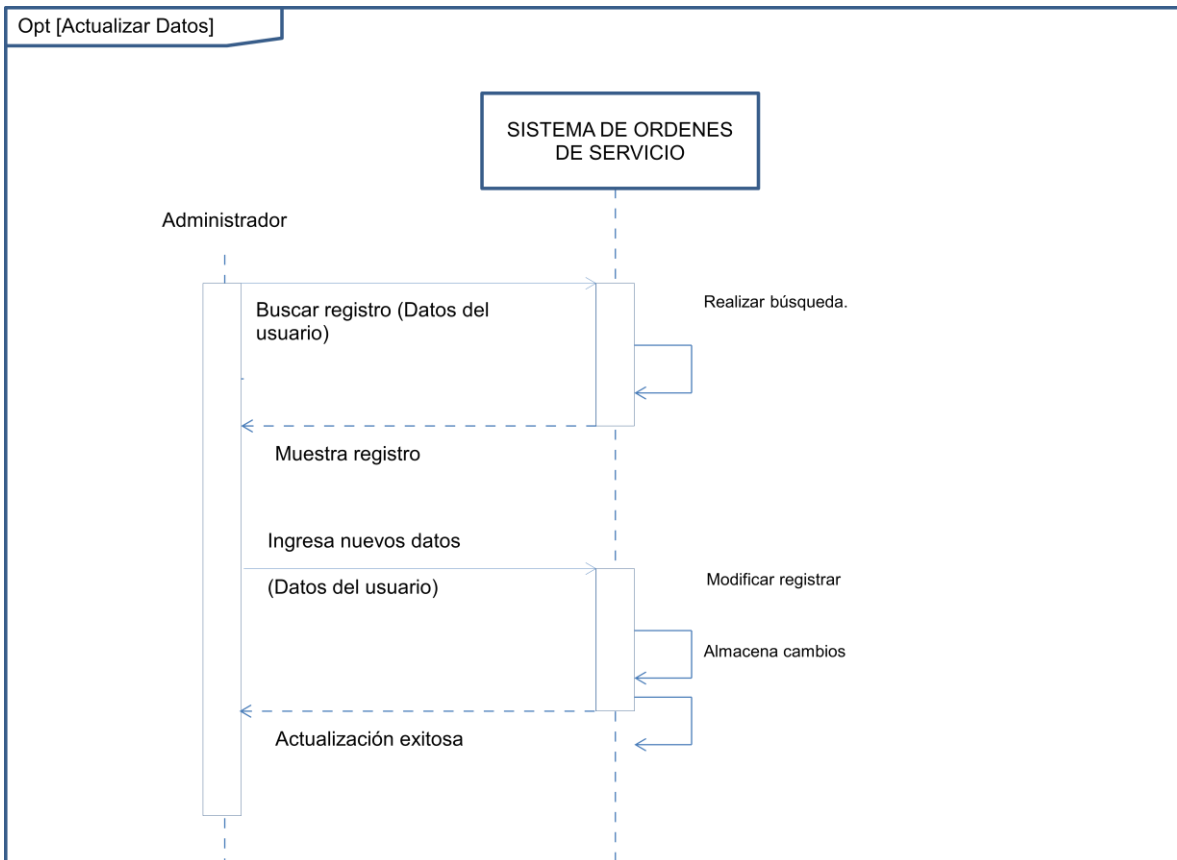 Opt [Actualizar Datos]
SISTEMA DE ORDENES
DE SERVICIO
Administrador
Buscar registro (Datos del
usuario)
Realizar búsqueda.
Muestra registro
Ingresa nuevos datos
(Datos del usuario)
Modificar registrar
Almacena cambios
Actualización exitosa